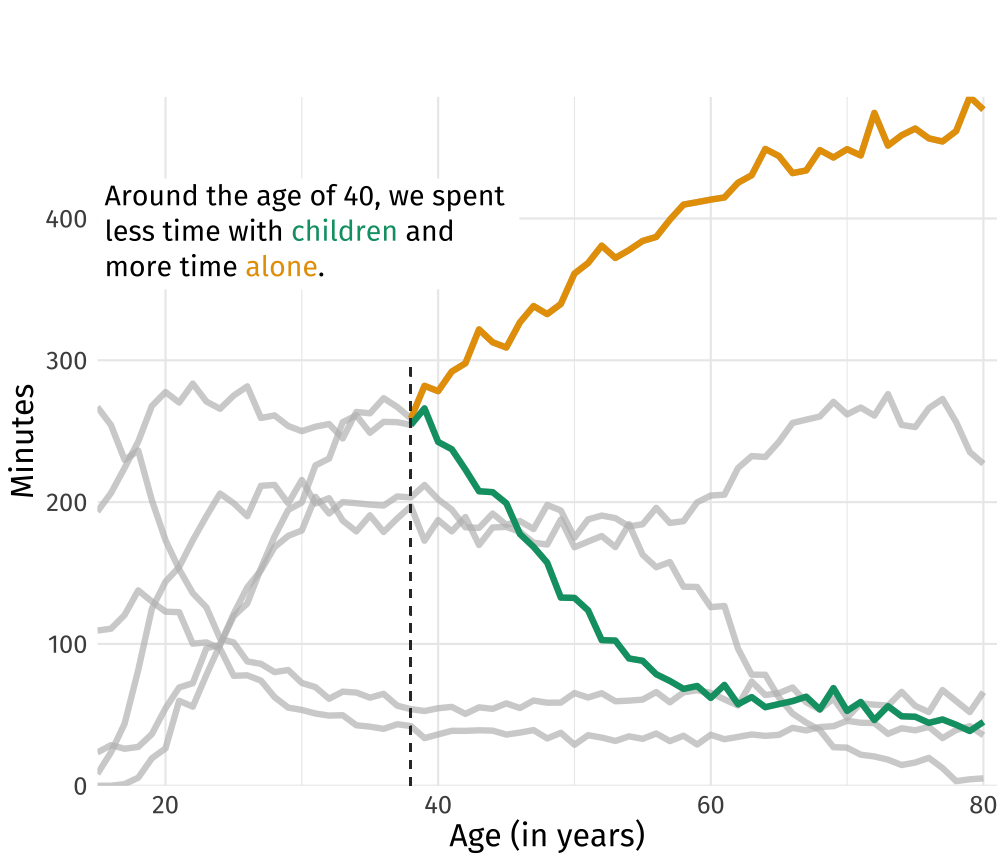 Around the age of 40, we spent
less time with children and
more time alone.
400
300
200
100
0
Minutes
20 40 60 80
Age (in years)